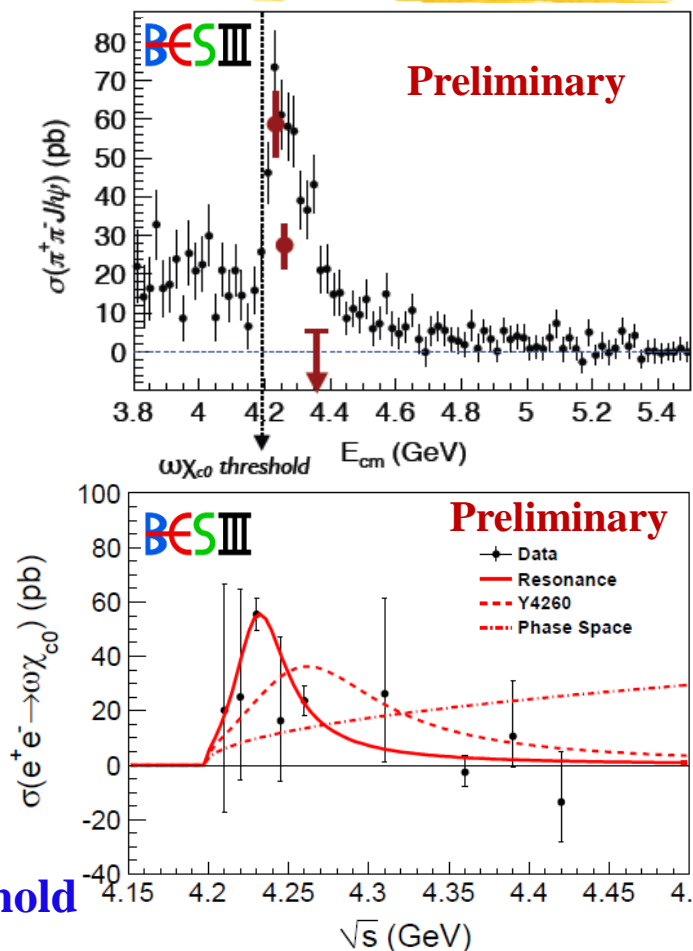 BESIII
Preliminary
σ(π⁺π⁻J/ψ) (pb)
80
70
60
50
40
30
20
10
0
3.8 4 4.2 4.4 4.6 4.8 5 5.2 5.4
ωχc0 threshold
E_cm (GeV)
BESIII
Preliminary
Data
Resonance
Y4260
Phase Space
σ(e⁺e⁻→ωχ_c0) (pb)
100
80
60
40
20
0
-20
-40
4.15 4.2 4.25 4.3 4.35 4.4 4.45 4.
hold
√s (GeV)